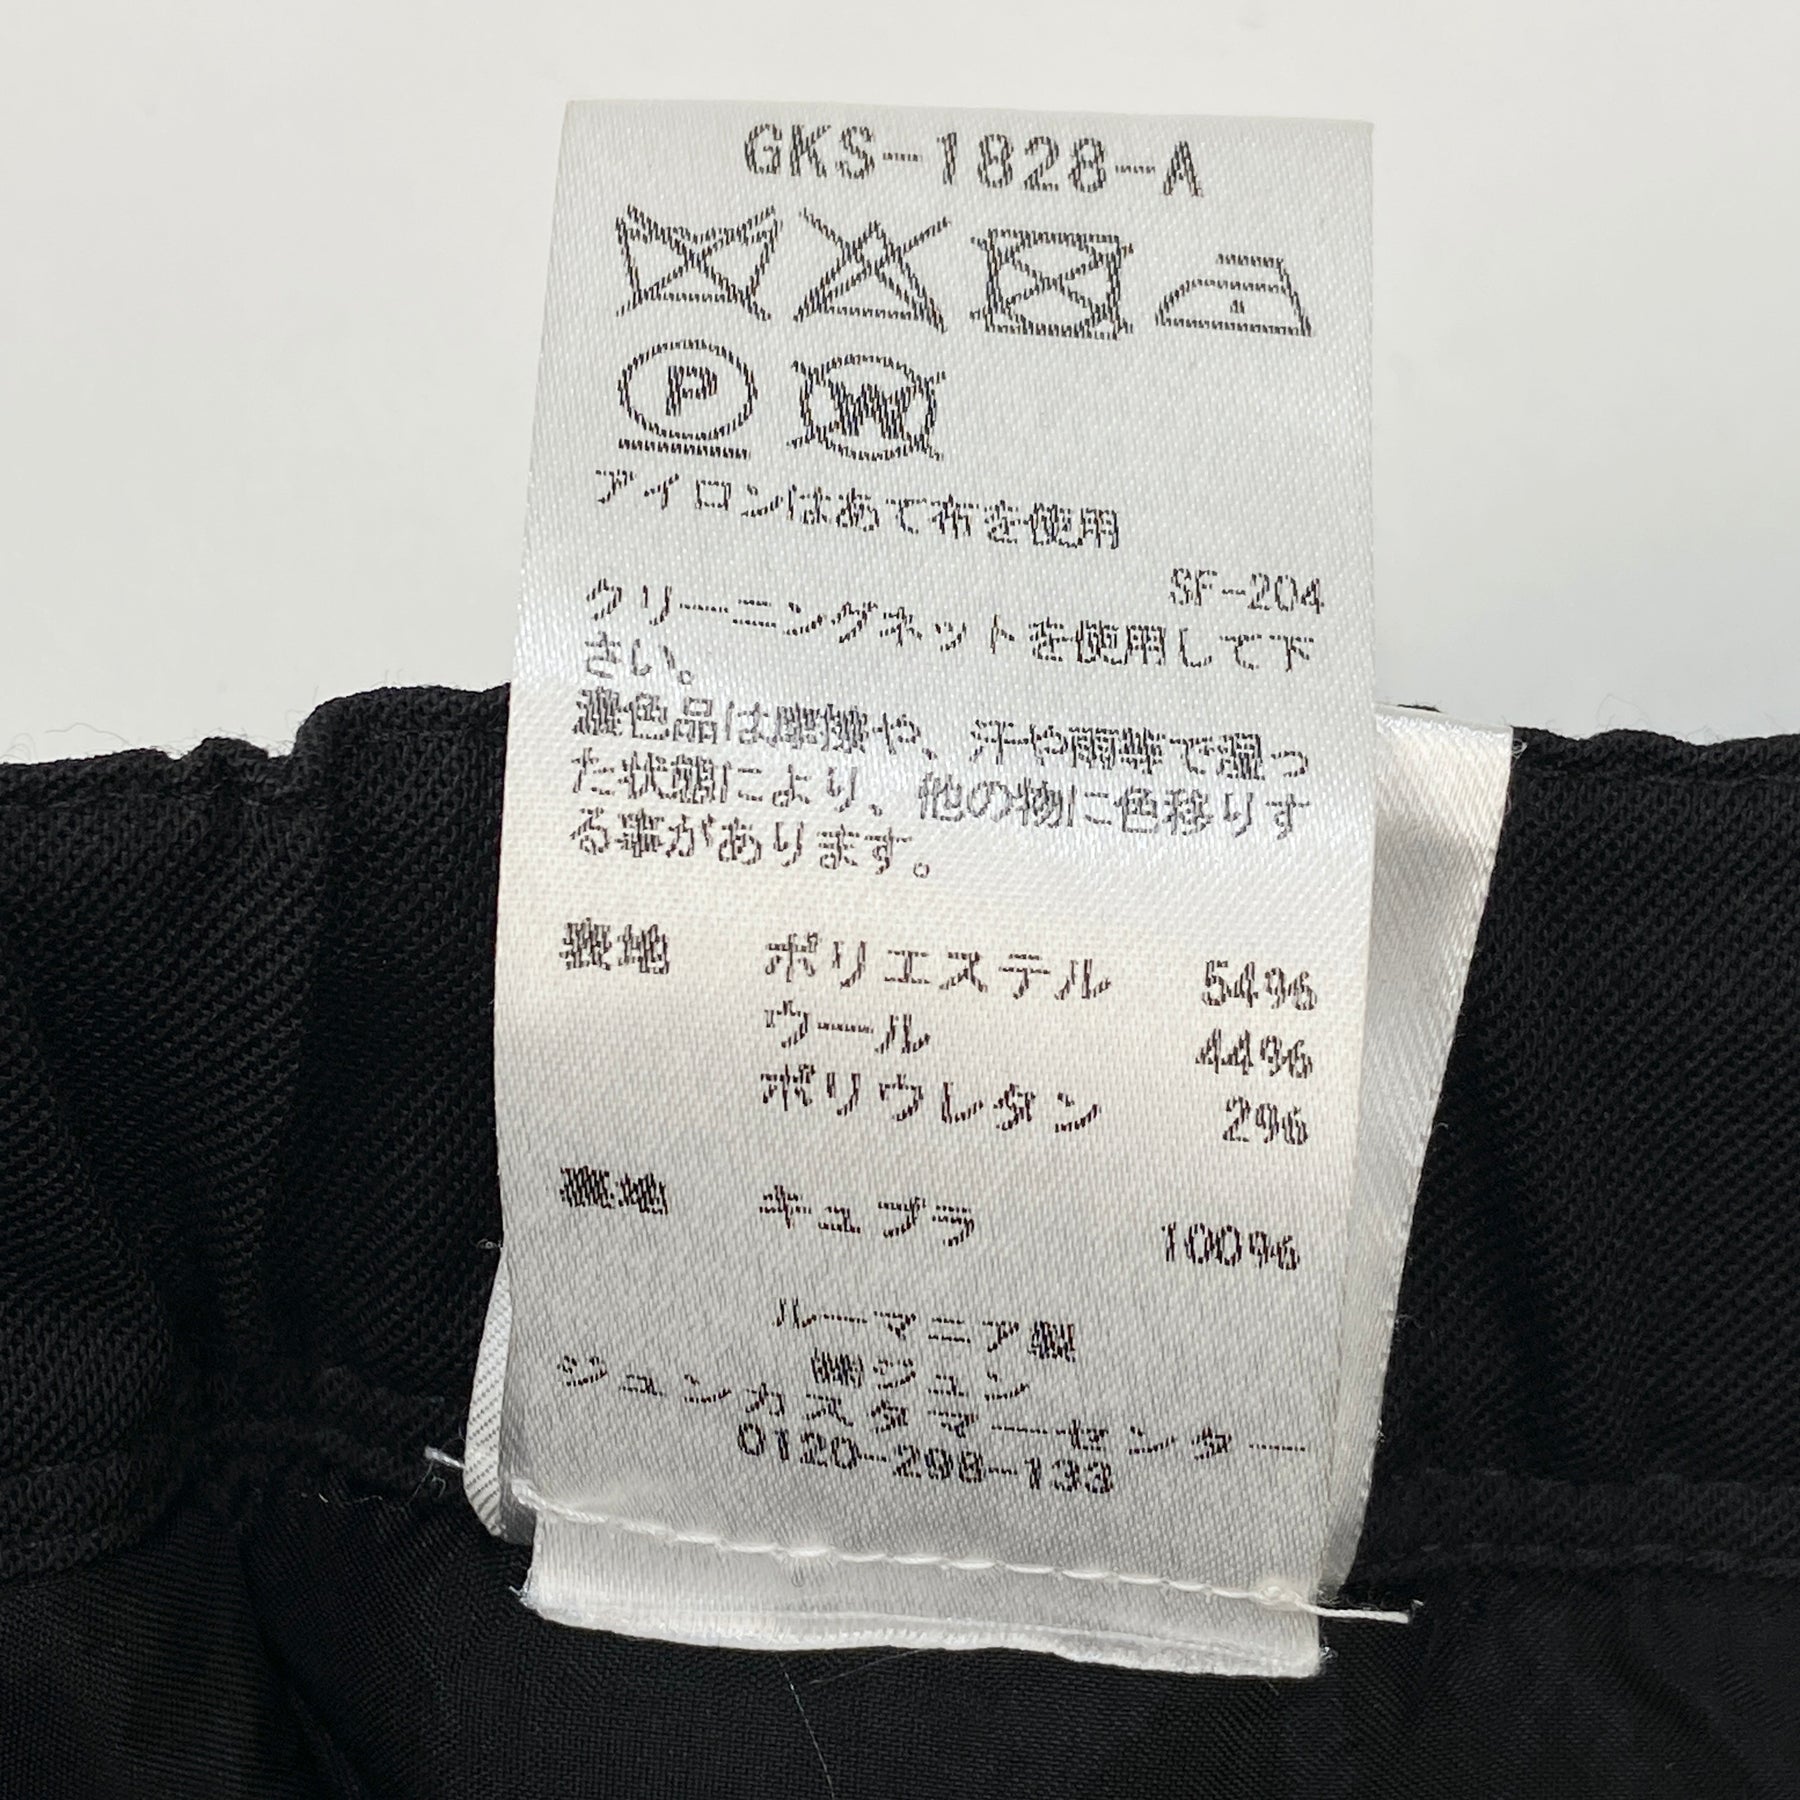 GKS-1828-A
P W
アイロンはあて布を使用
SF-204
クリーニングネットを使用して下
さい。
濃色品は摩擦や、汗や雨等で湿っ
た状態により、他の物に色移りす
る事があります。
表地 ポリエステル 54%
ウール 44%
ポリウレタン 2%
裏地 キュプラ 100%
ルーマニア製
㈱ジュン
ジュンカスタマーセンター
0120-298-133